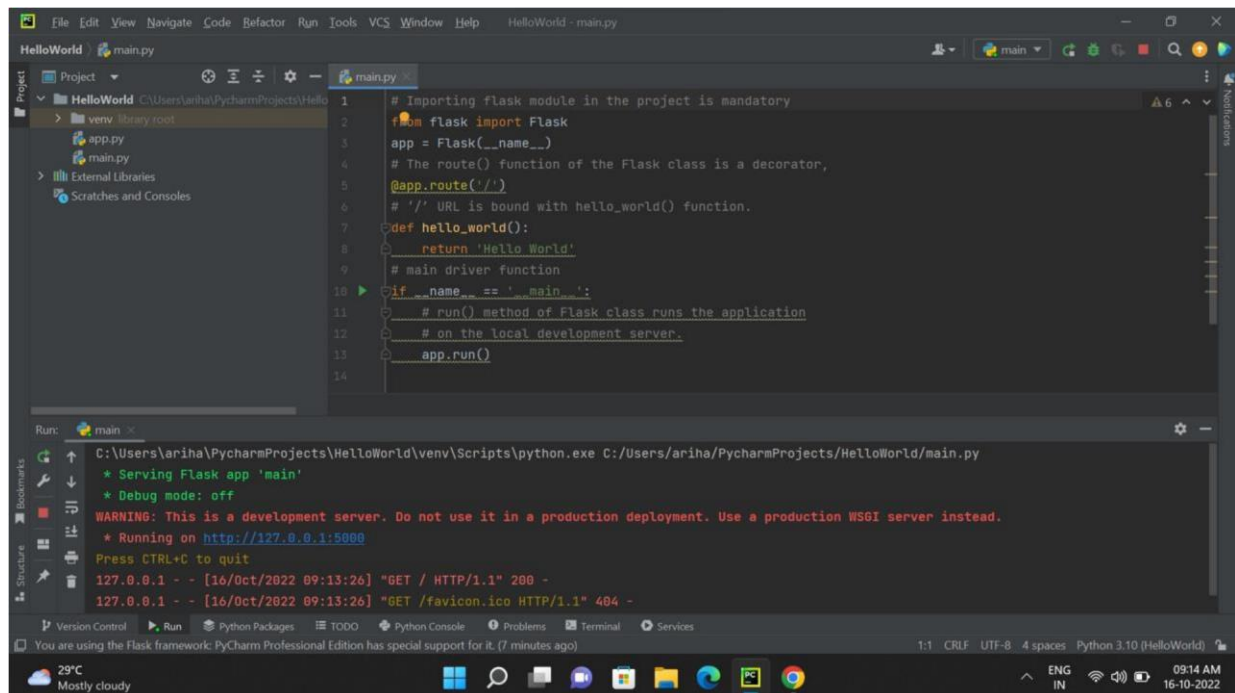 File Edit View Navigate Code Refactor Run Tools VCS Window Help HelloWorld - main.py
HelloWorld main.py main
Project main.py
HelloWorld C:\Users\ariha\PycharmProjects\Hello
venv library root
app.py
main.py
External Libraries
Scratches and Consoles
1 # Importing flask module in the project is mandatory
2 from flask import Flask
3 app = Flask(__name__)
4 # The route() function of the Flask class is a decorator,
5 @app.route('/')
6 # ‘/’ URL is bound with hello_world() function.
7 def hello_world():
8 return 'Hello World'
9 # main driver function
10 if __name__ == '__main__':
11 # run() method of Flask class runs the application
12 # on the local development server.
13 app.run()
14
6
Project
Notifications
Bookmarks
Structure
Run: main
C:\Users\ariha\PycharmProjects\HelloWorld\venv\Scripts\python.exe C:/Users/ariha/PycharmProjects/HelloWorld/main.py
* Serving Flask app 'main'
* Debug mode: off
WARNING: This is a development server. Do not use it in a production deployment. Use a production WSGI server instead.
* Running on http://127.0.0.1:5000
Press CTRL+C to quit
127.0.0.1 - - [16/Oct/2022 09:13:26] "GET / HTTP/1.1" 200 -
127.0.0.1 - - [16/Oct/2022 09:13:26] "GET /favicon.ico HTTP/1.1" 404 -
Version Control Run Python Packages TODO Python Console Problems Terminal Services
You are using the Flask framework: PyCharm Professional Edition has special support for it. (7 minutes ago) 1:1 CRLF UTF-8 4 spaces Python 3.10 (HelloWorld)
29°C
Mostly cloudy
ENG
IN
09:14 AM
16-10-2022